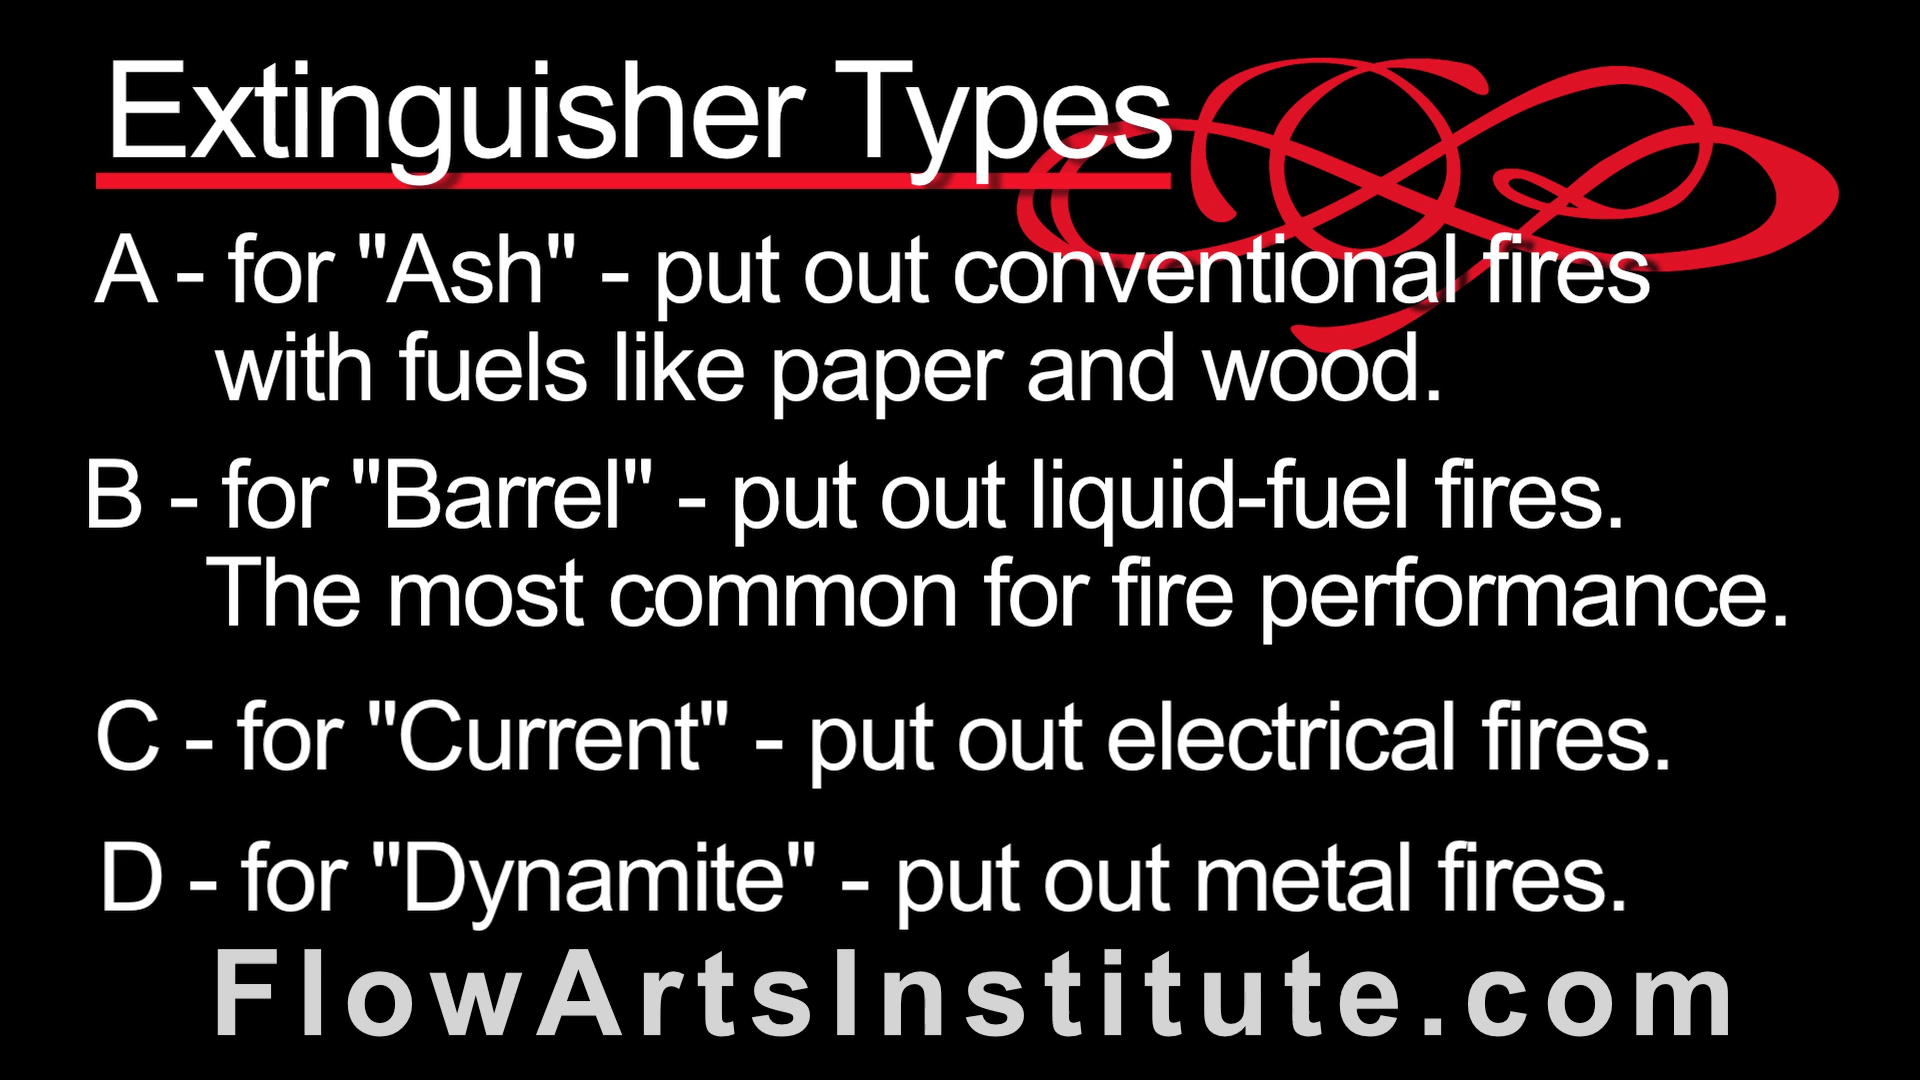 Extinguisher Types
A - for "Ash" - put out conventional fires
with fuels like paper and wood.
B - for "Barrel" - put out liquid-fuel fires.
The most common for fire performance.
C - for "Current" - put out electrical fires.
D - for "Dynamite" - put out metal fires.
FlowArtsInstitute.com